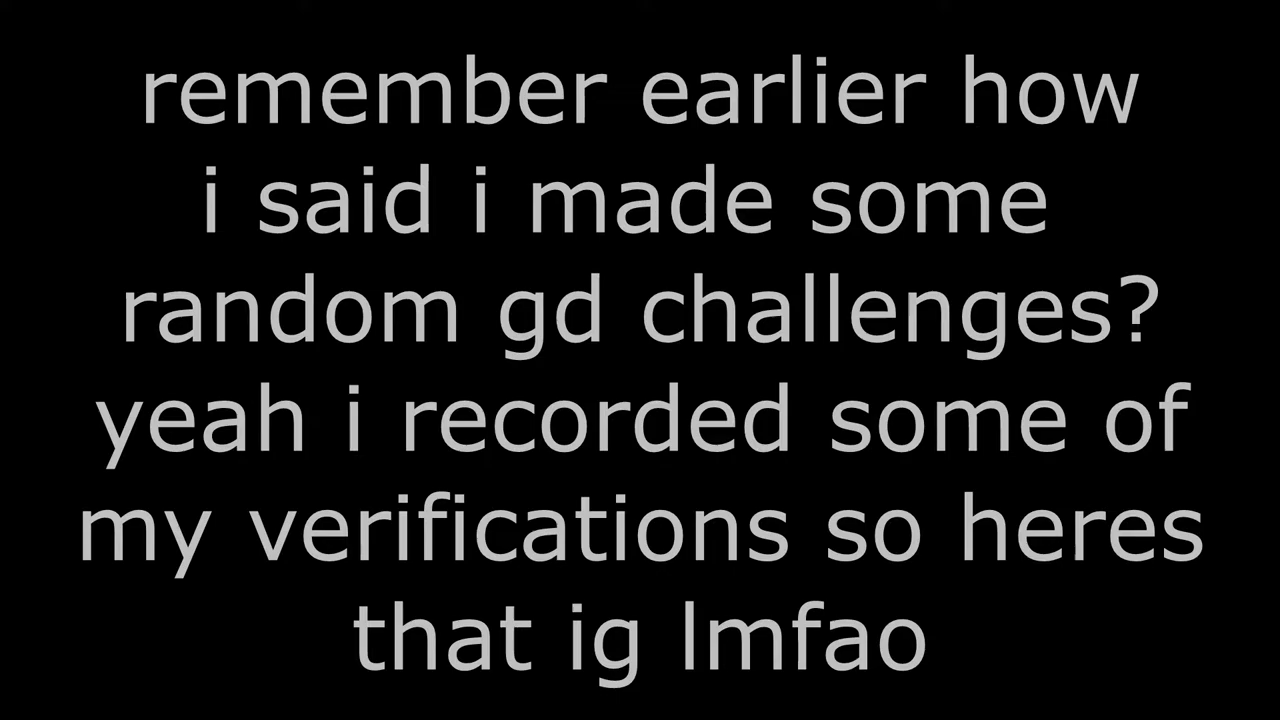 remember earlier how
i said i made some
random gd challenges?
yeah i recorded some of
my verifications so heres
that ig lmfao